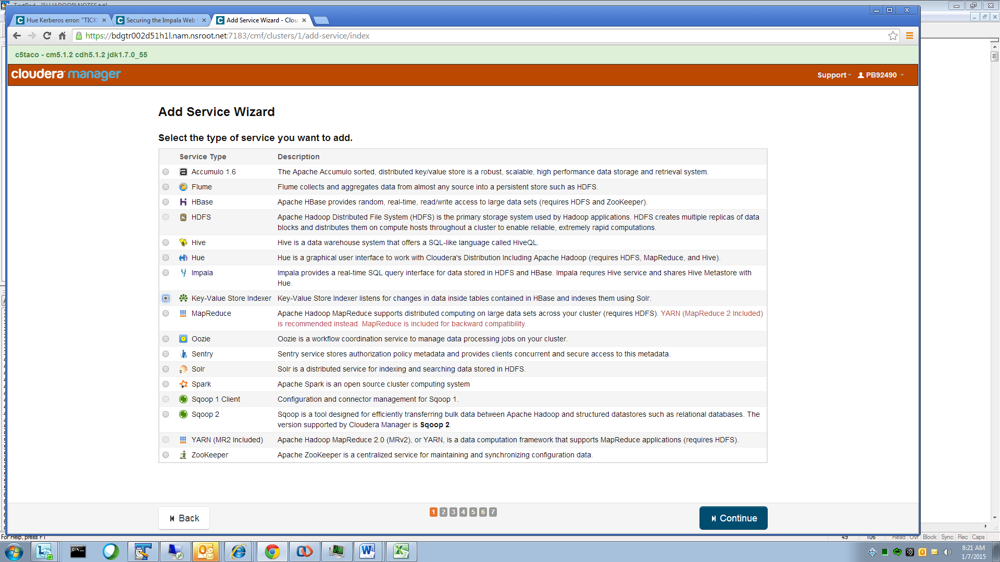 TextPad - [I:\HADOOP\NOTES.txt]
Hue Kerberos error: "TICK
Securing the Impala Web
Add Service Wizard - Clou
https://bdgtr002d51h1l.nam.nsroot.net:7183/cmf/clusters/1/add-service/index
c5taco - cm5.1.2 cdh5.1.2 jdk1.7.0_55
cloudera manager
Support
PB92490
Add Service Wizard
Select the type of service you want to add.
Service Type Description
Accumulo 1.6 The Apache Accumulo sorted, distributed key/value store is a robust, scalable, high performance data storage and retrieval system.
Flume Flume collects and aggregates data from almost any source into a persistent store such as HDFS.
HBase Apache HBase provides random, real-time, read/write access to large data sets (requires HDFS and ZooKeeper).
HDFS Apache Hadoop Distributed File System (HDFS) is the primary storage system used by Hadoop applications. HDFS creates multiple replicas of data
blocks and distributes them on compute hosts throughout a cluster to enable reliable, extremely rapid computations.
Hive Hive is a data warehouse system that offers a SQL-like language called HiveQL.
Hue Hue is a graphical user interface to work with Cloudera's Distribution Including Apache Hadoop (requires HDFS, MapReduce, and Hive).
Impala Impala provides a real-time SQL query interface for data stored in HDFS and HBase. Impala requres Hive service and shares Hive Metastore with
Hue.
Key-Value Store Indexer Key-Value Store Indexer listens for changes in data inside tables contained in HBase and indexes them using Solr.
MapReduce Apache Hadoop MapReduce supports distributed computing on large data sets across your cluster (requires HDFS). YARN (MapReduce 2 Included)
is recommended instead. MapReduce is included for backward compatibility.
Oozie Oozie is a workflow coordination service to manage data processing jobs on your cluster.
Sentry Sentry service stores authorization policy metadata and provides clients concurrent and secure access to this metadata.
Solr Solr is a distributed service for indexing and searching data stored in HDFS.
Spark Apache Spark is an open source cluster computing system
Sqoop 1 Client Configuration and connector management for Sqoop 1.
Sqoop 2 Sqoop is a tool designed for efficiently transferring bulk data between Apache Hadoop and structured datastores such as relational databases. The
version supported by Cloudera Manager is Sqoop 2.
YARN (MR2 Included) Apache Hadoop MapReduce 2.0 (MRv2), or YARN, is a data computation framework that supports MapReduce applications (requires HDFS).
ZooKeeper Apache ZooKeeper is a centralized service for maintaining and synchronizing configuration data.
Back
1 2 3 4 5 6 7
Continue
For Help, press F1
49 106 Read Ovr Block Sync Rec Caps
8:21 AM
1/7/2015